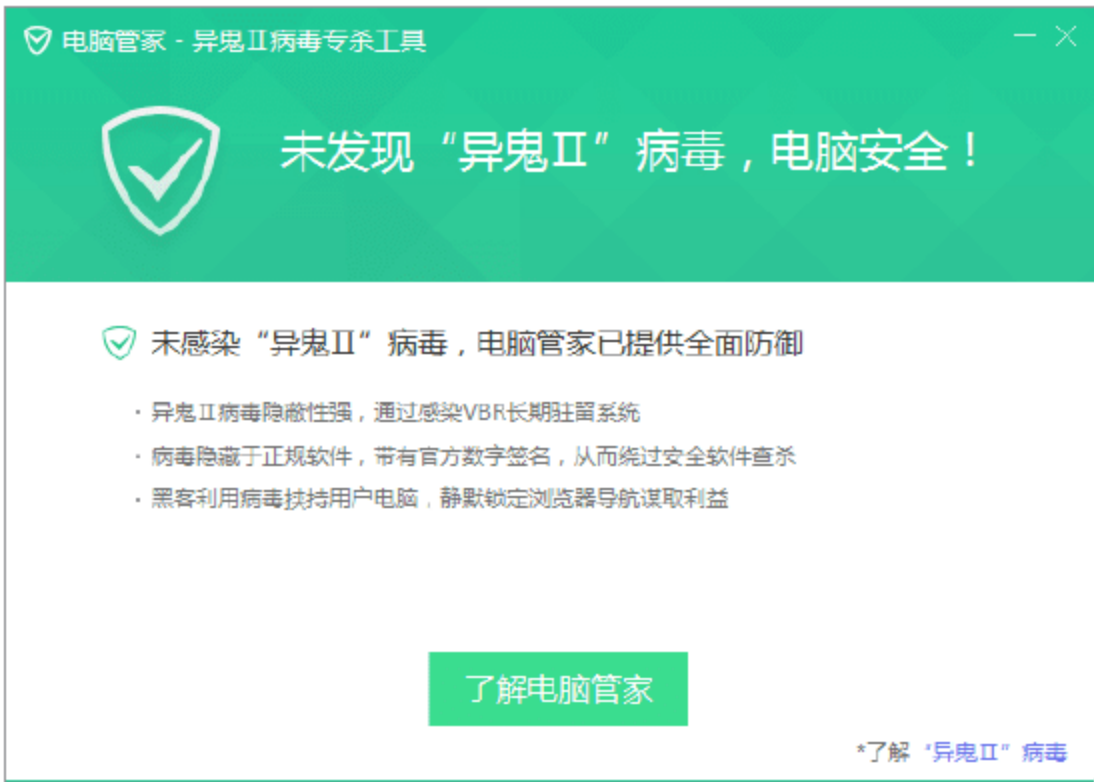 电脑管家 - 异鬼Ⅱ病毒专杀工具
未发现“异鬼Ⅱ”病毒，电脑安全！
未感染“异鬼Ⅱ”病毒，电脑管家已提供全面防御
· 异鬼Ⅱ病毒隐蔽性强，通过感染VBR长期驻留系统
· 病毒隐藏于正规软件，带有官方数字签名，从而绕过安全软件查杀
· 黑客利用病毒挟持用户电脑，静默锁定浏览器导航谋取利益
了解电脑管家
*了解“异鬼Ⅱ”病毒